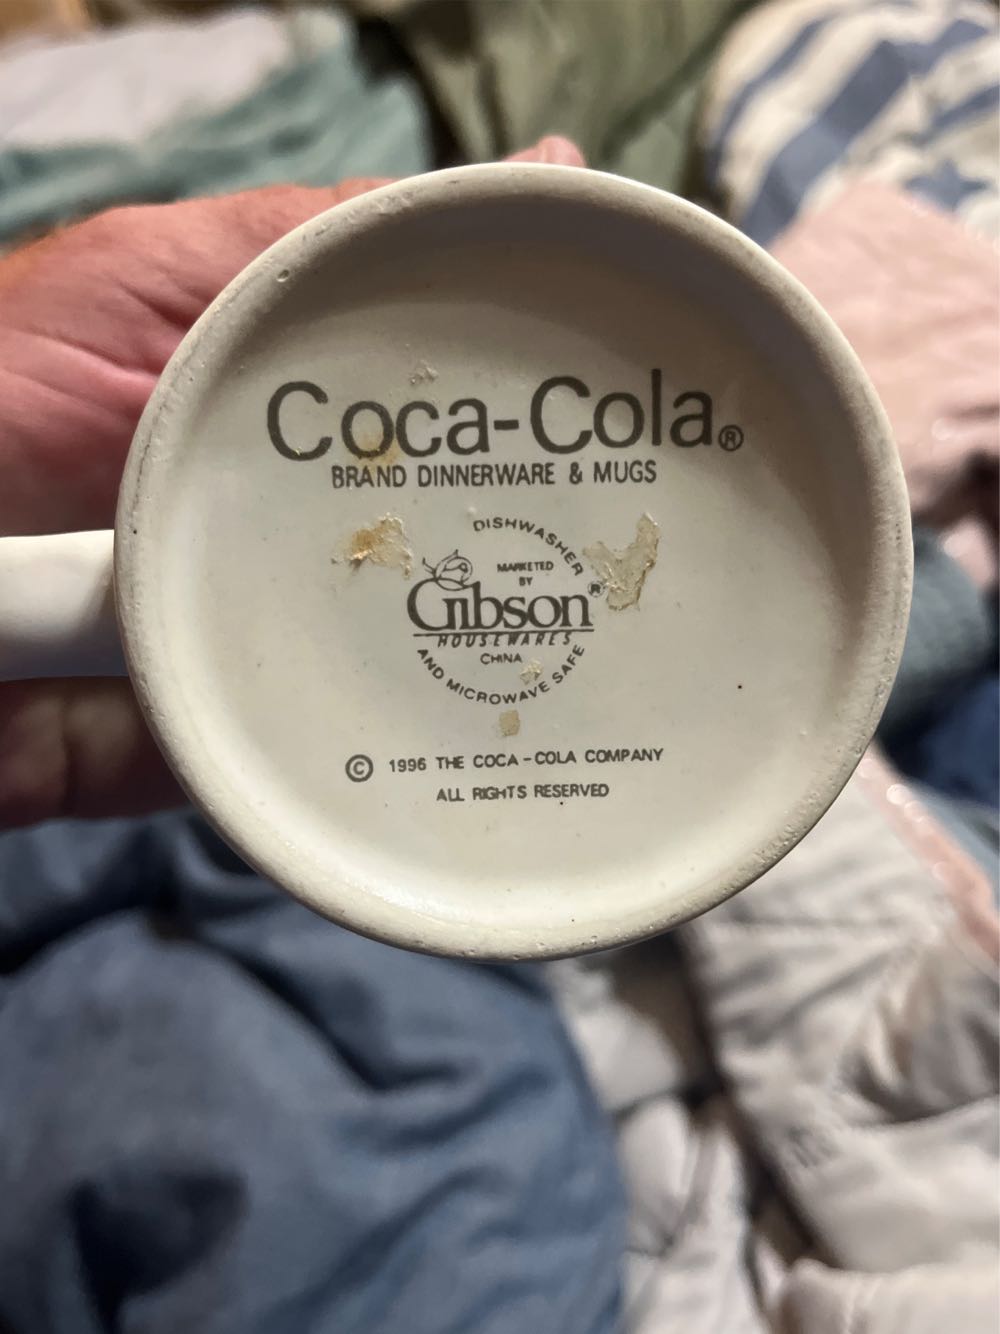 Coca-Cola®
BRAND DINNERWARE & MUGS
DISHWASHER
MARKETED
BY
Gibson®
HOUSEWARES
CHINA
AND MICROWAVE SAFE
© 1996 THE COCA-COLA COMPANY
ALL RIGHTS RESERVED